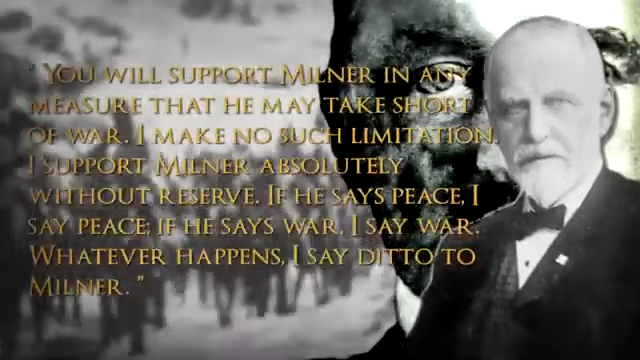 " You will support Milner in any
measure that he may take short
of war. I make no such limitation.
I support Milner absolutely
without reserve. If he says peace, I
say peace; if he says war, I say war.
Whatever happens, I say ditto to
Milner. "